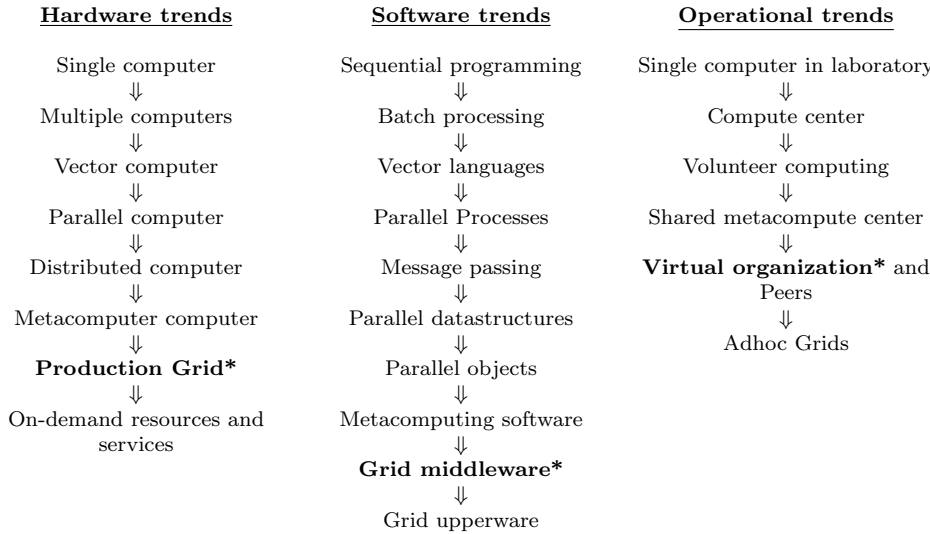 Hardware trends
Single computer
⇓
Multiple computers
⇓
Vector computer
⇓
Parallel computer
⇓
Distributed computer
⇓
Metacomputer computer
⇓
Production Grid*
⇓
On-demand resources and
services
Software trends
Sequential programming
⇓
Batch processing
⇓
Vector languages
⇓
Parallel Processes
⇓
Message passing
⇓
Parallel datastructures
⇓
Parallel objects
⇓
Metacomputing software
⇓
Grid middleware*
⇓
Grid upperware
Operational trends
Single computer in laboratory
⇓
Compute center
⇓
Volunteer computing
⇓
Shared metacompute center
⇓
Virtual organization* and
Peers
⇓
Adhoc Grids